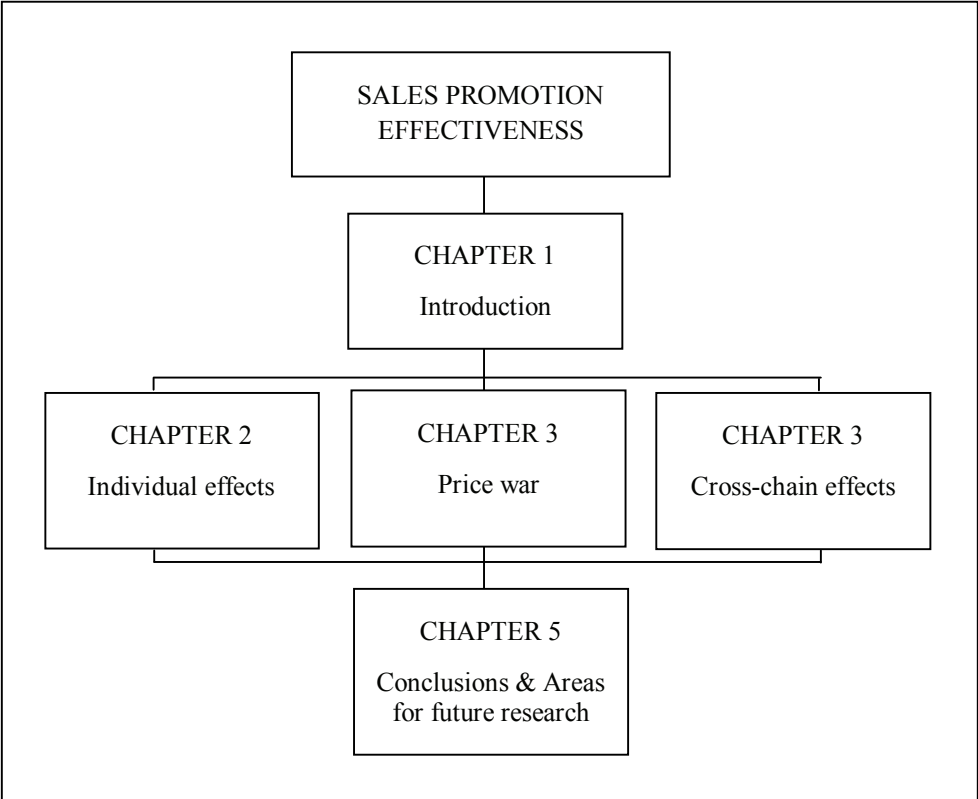 SALES PROMOTION
EFFECTIVENESS
CHAPTER 1
Introduction
CHAPTER 2
Individual effects
CHAPTER 3
Price war
CHAPTER 3
Cross-chain effects
CHAPTER 5
Conclusions & Areas
for future research